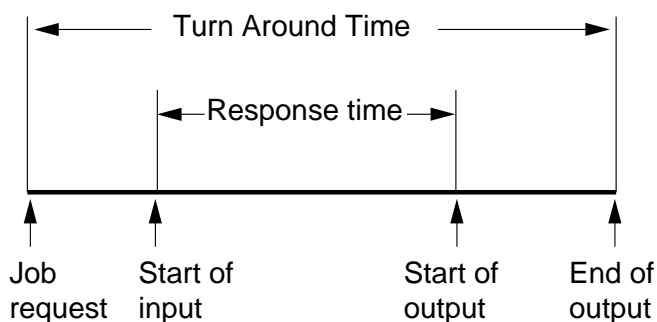 Turn Around Time
Response time
Job
request
Start of
input
Start of
output
End of
output